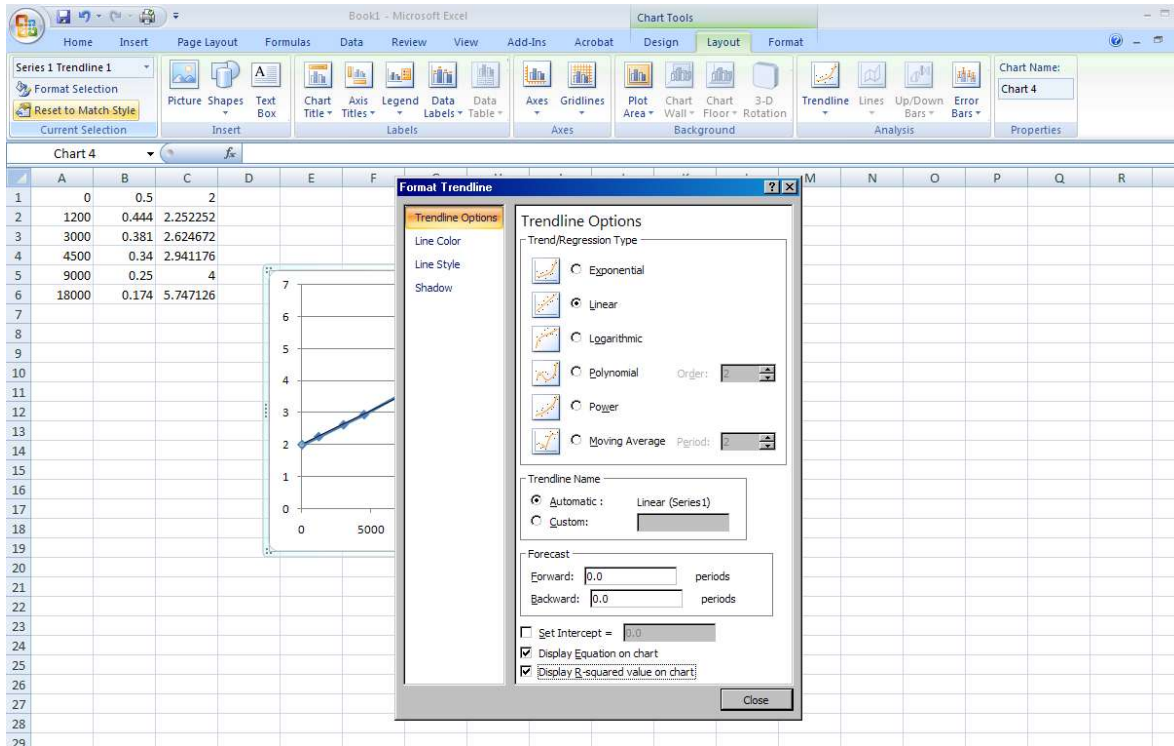 Book1 - Microsoft Excel
Chart Tools
Home Insert Page Layout Formulas Data Review View Add-Ins Acrobat Design Layout Format
Series 1 Trendline 1
Format Selection
Reset to Match Style
Current Selection
Picture Shapes Text Box
Insert
Chart Title Axis Titles Legend Data Labels Data Table
Labels
Axes Gridlines
Axes
Plot Area Chart Wall Chart Floor 3-D Rotation
Background
Trendline Lines Up/Down Bars Error Bars
Analysis
Chart Name:
Chart 4
Properties
Chart 4 fx
A B C D E F M N O P Q R
1 0 0.5 2
2 1200 0.444 2.252252
3 3000 0.381 2.624672
4 4500 0.34 2.941176
5 9000 0.25 4
6 18000 0.174 5.747126
7
8
9
10
11
12
13
14
15
16
17
18
19
20
21
22
23
24
25
26
27
28
29
7
6
5
4
3
2
1
0
0 5000
Format Trendline
Trendline Options
Line Color
Line Style
Shadow
Trendline Options
Trend/Regression Type
Exponential
Linear
Logarithmic
Polynomial Order: 2
Power
Moving Average Period: 2
Trendline Name
Automatic : Linear (Series1)
Custom:
Forecast
Forward: 0.0 periods
Backward: 0.0 periods
Set Intercept = 0.0
Display Equation on chart
Display R-squared value on chart
Close